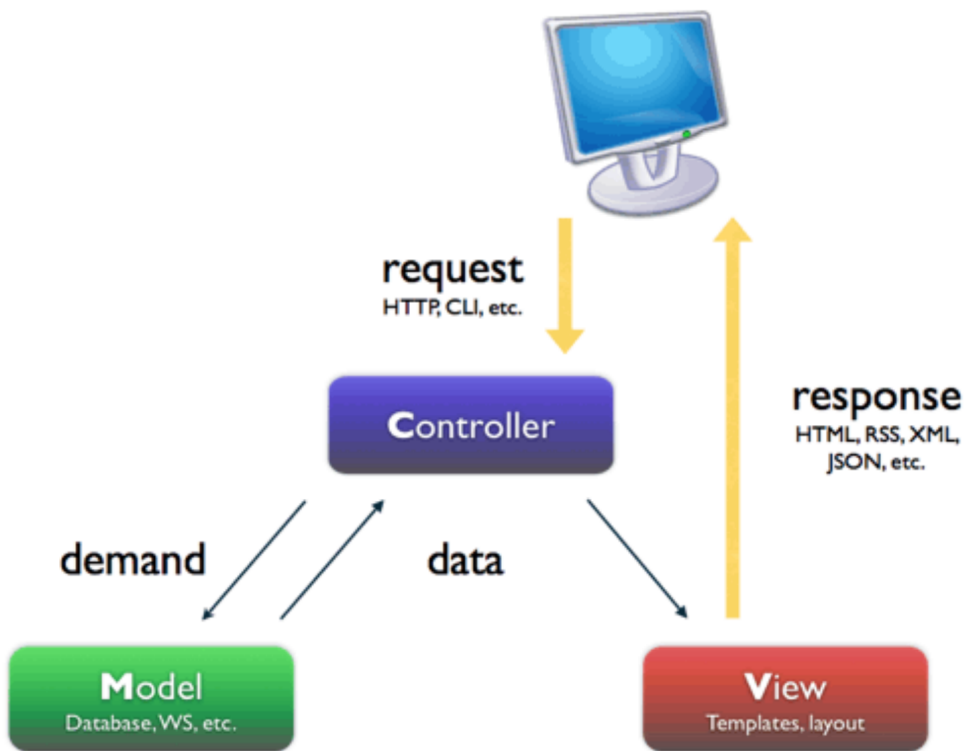 request
HTTP, CLI, etc.
Controller
response
HTML, RSS, XML,
JSON, etc.
demand
data
Model
Database, WS, etc.
View
Templates, layout